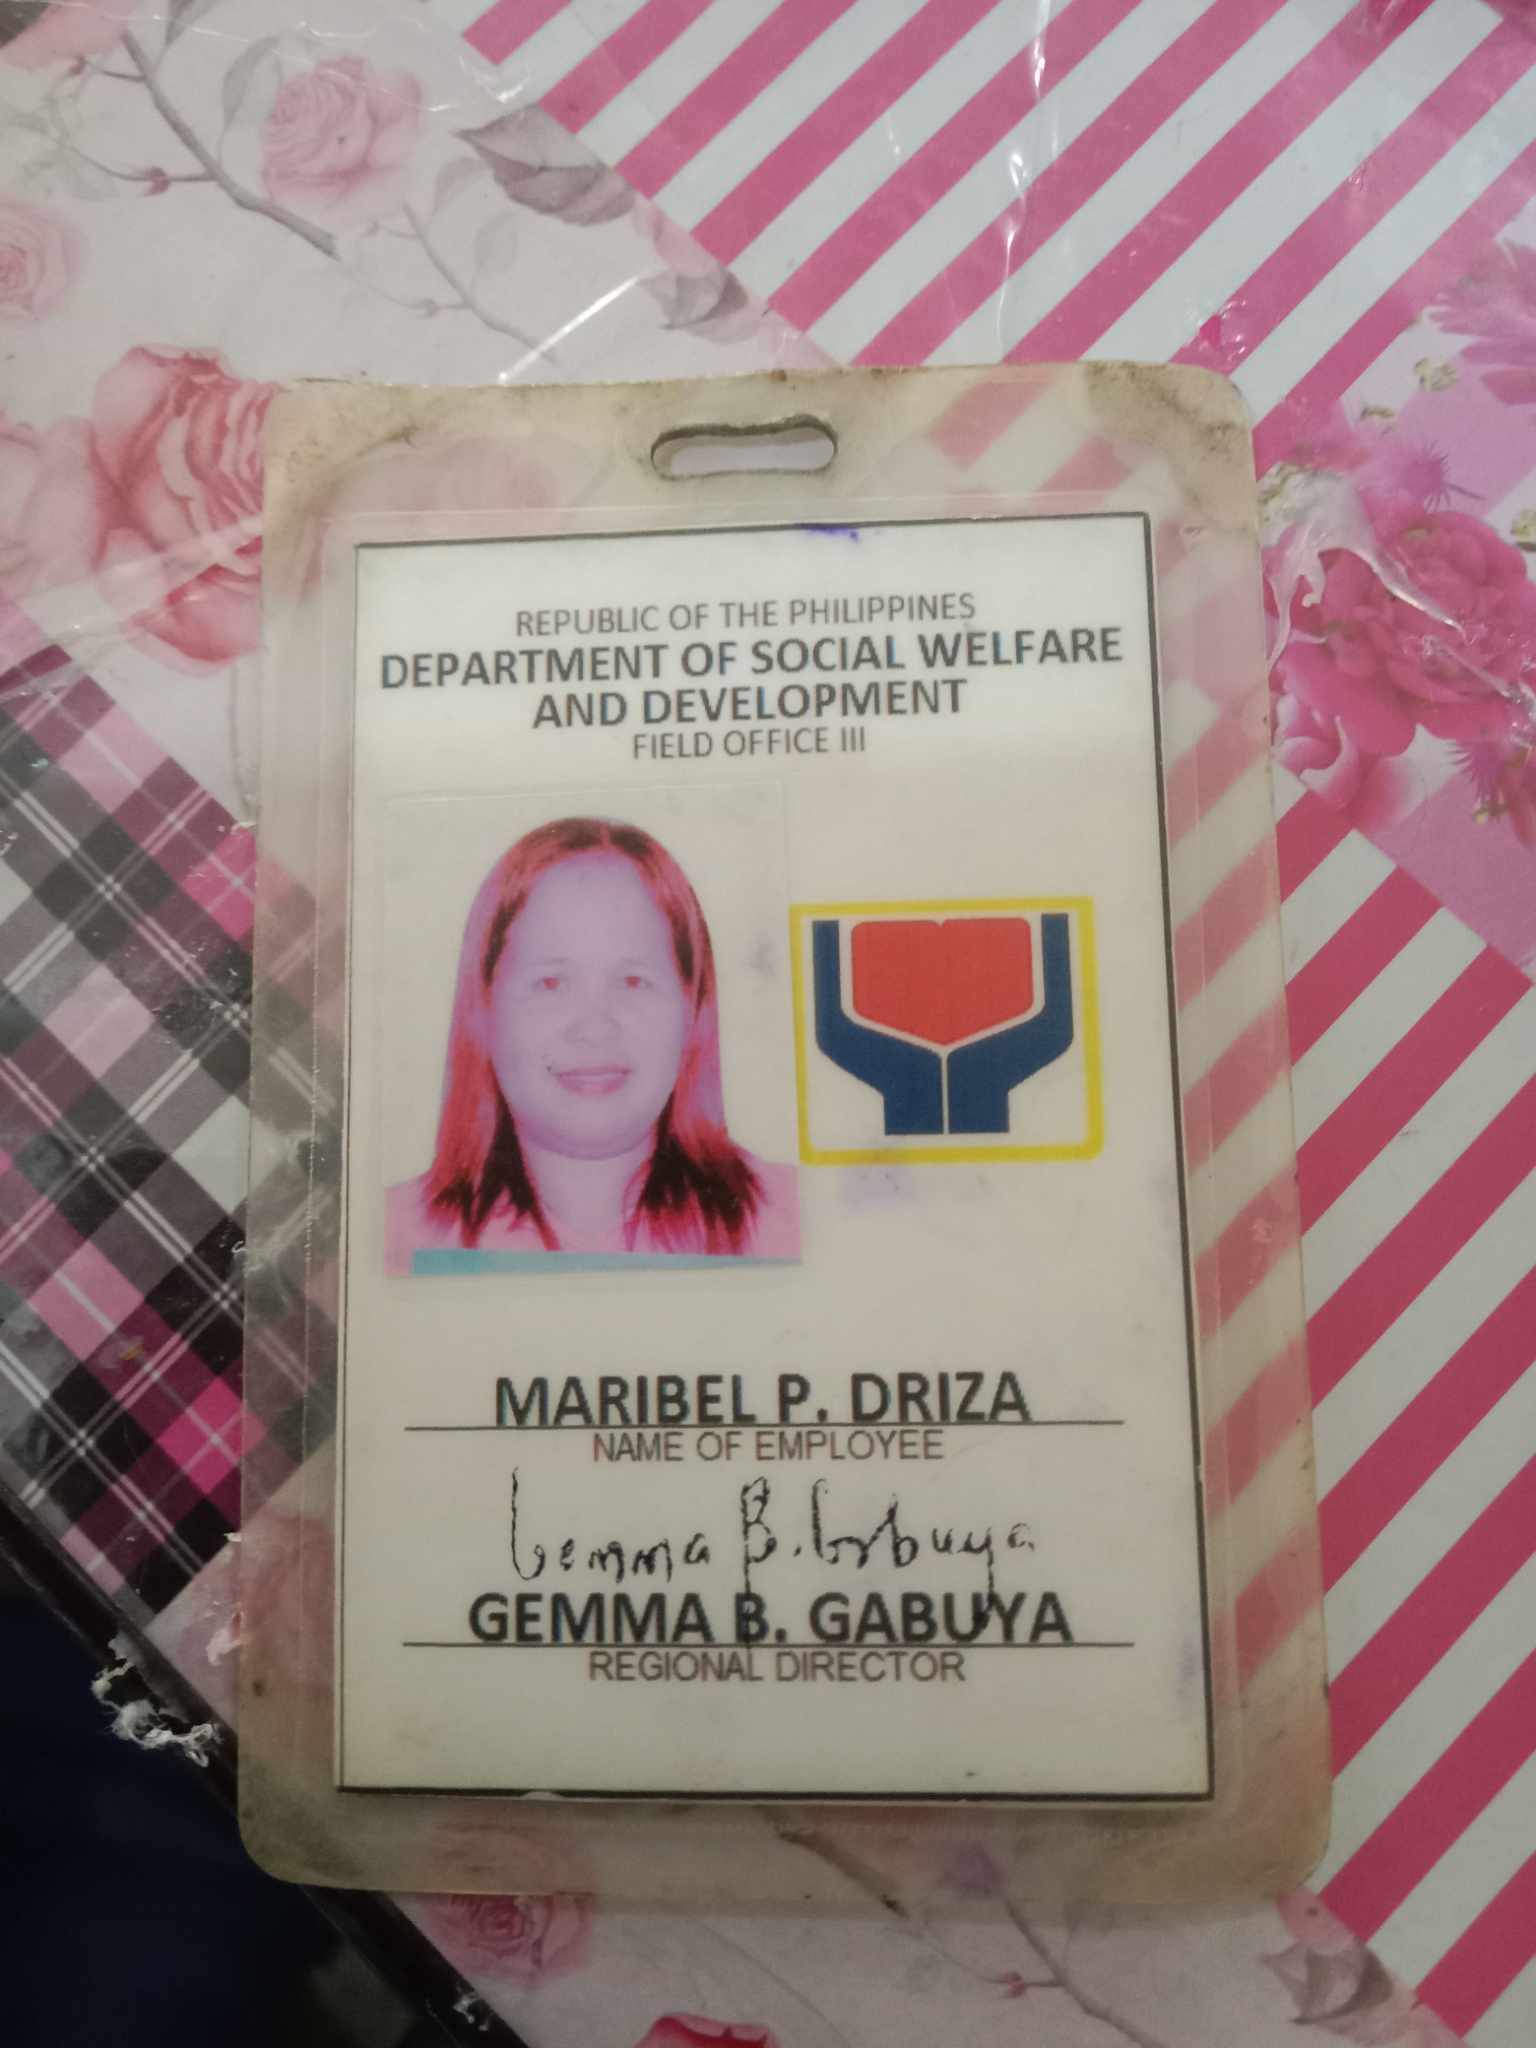 REPUBLIC OF THE PHILIPPINES
DEPARTMENT OF SOCIAL WELFARE
AND DEVELOPMENT
FIELD OFFICE III
MARIBEL P. DRIZA
NAME OF EMPLOYEE
Gemma B. Gabuya
GEMMA B. GABUYA
REGIONAL DIRECTOR